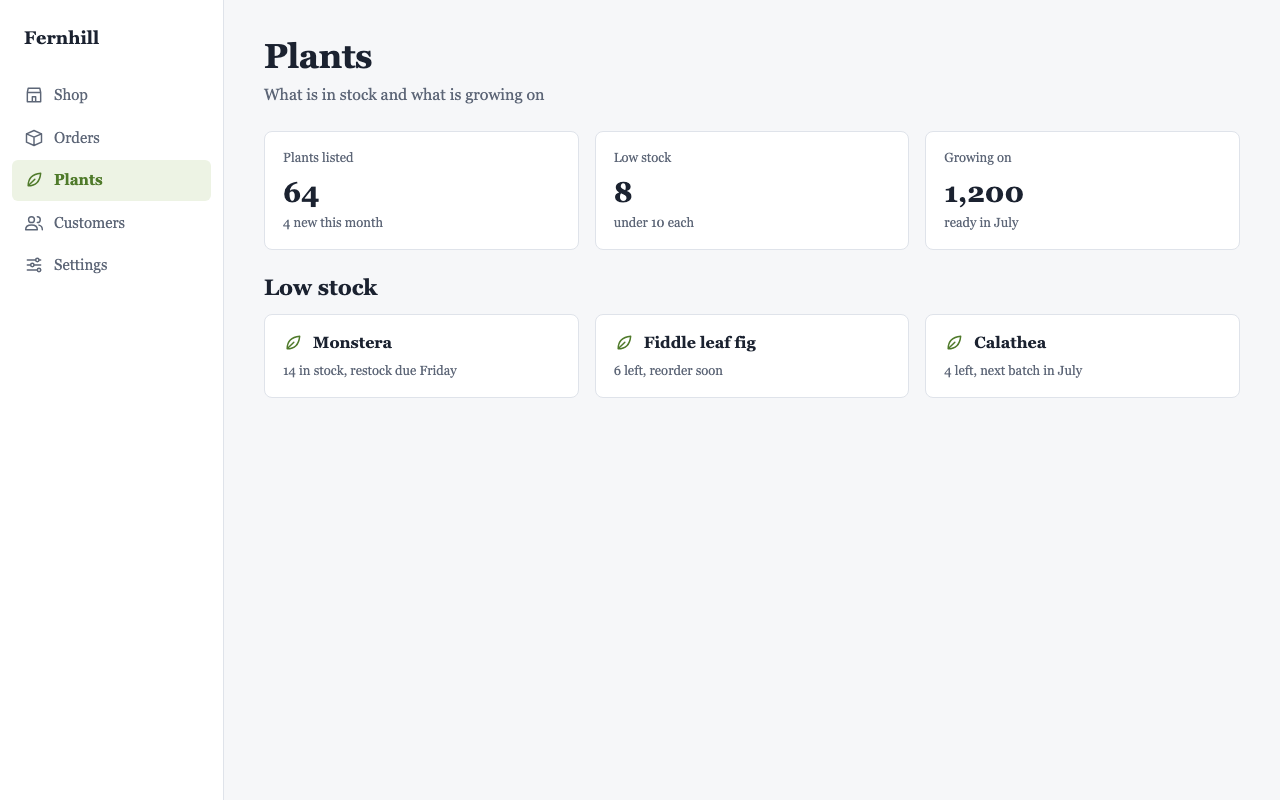 Fernhill
Shop
Orders
Plants
Customers
Settings
Plants
What is in stock and what is growing on
Plants listed
64
4 new this month
Low stock
8
under 10 each
Growing on
1,200
ready in July
Low stock
Monstera
14 in stock, restock due Friday
Fiddle leaf fig
6 left, reorder soon
Calathea
4 left, next batch in July